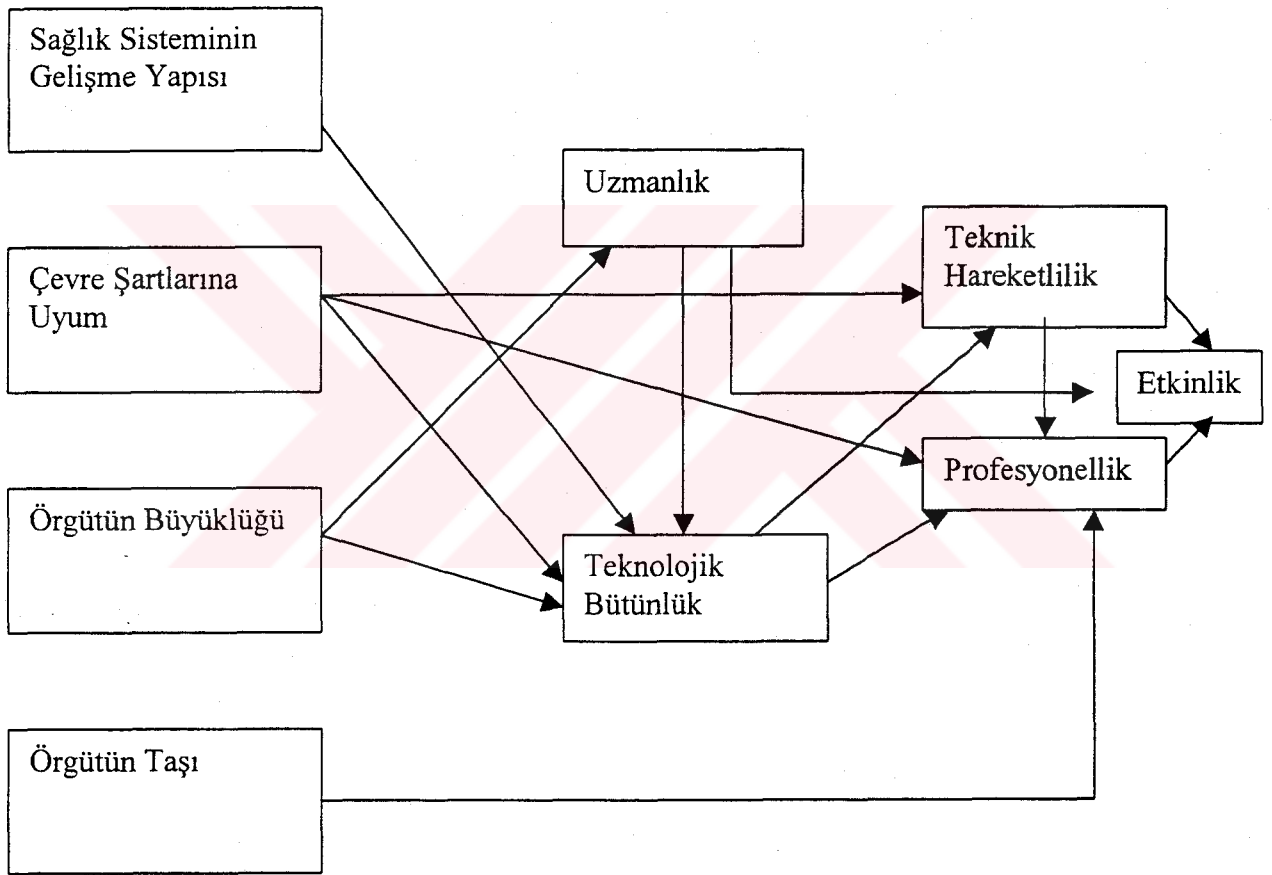 Sağlık Sisteminin
Gelişme Yapısı
Uzmanlık
Teknik
Hareketlilik
Çevre Şartlarına
Uyum
Etkinlik
Profesyonellik
Örgütün Büyüklüğü
Teknolojik
Bütünlük
Örgütün Taşı